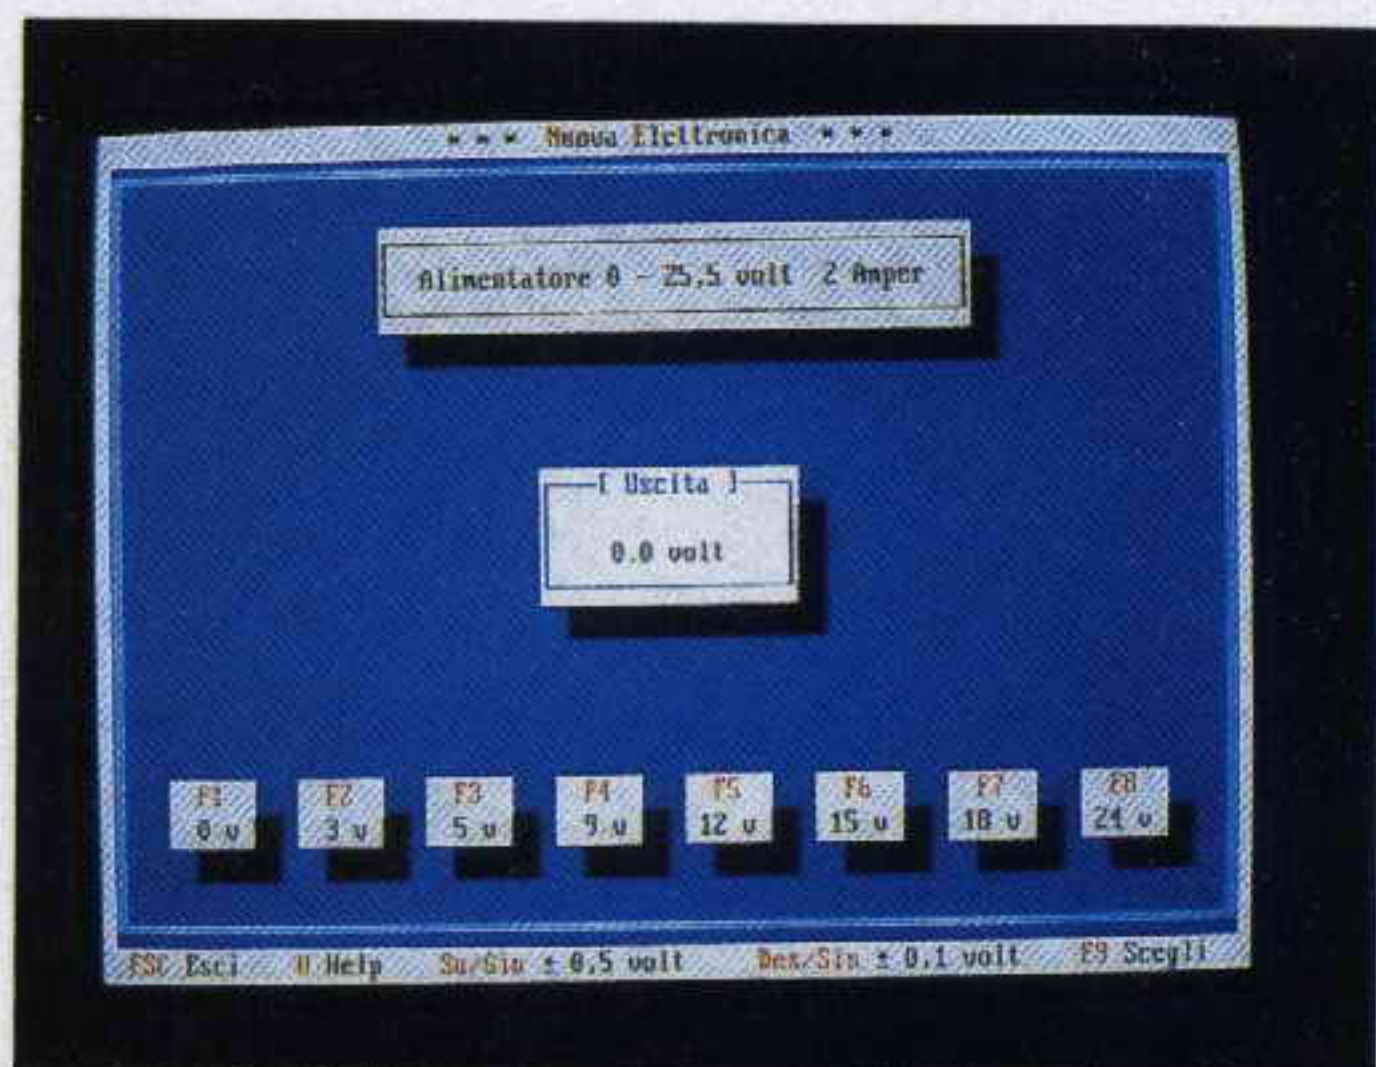 * * * Nuova Elettronica * * *
Alimentatore 0 - 25,5 volt 2 Amper
[ Uscita ]
0.0 volt
F1 F2 F3 F4 F5 F6 F7 F8
0 v 3 v 5 v 9 v 12 v 15 v 18 v 24 v
ESC Esci H Help Su/Giu ± 0,5 volt Des/Sin ± 0,1 volt F9 Scegli